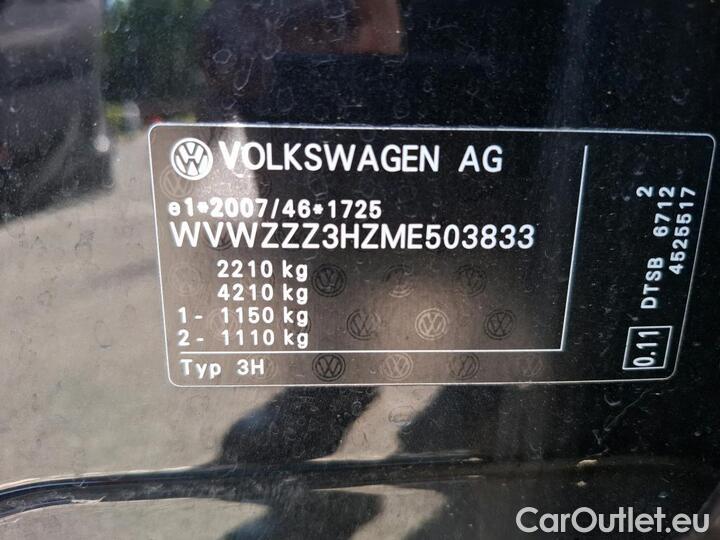 VOLKSWAGEN AG
e1*2007/46*1725
WVWZZZ3HZME503833
2210 kg
4210 kg
1- 1150 kg
2- 1110 kg
Typ 3H
0.11
DTSB 6712 2
4525517
CarOutlet.eu